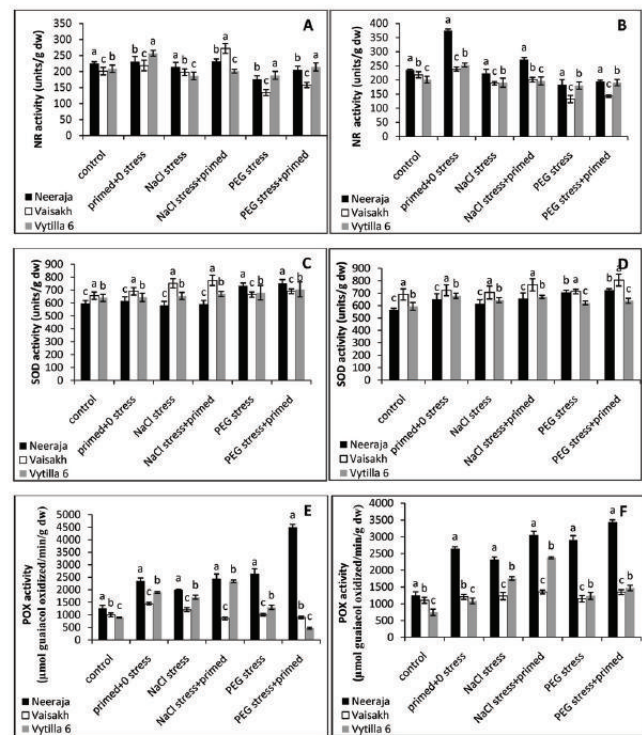 A
NR activity (units/g dw)
350
300
250
200
150
100
50
0
a c b
b c a
a b c
b a c
b c a
b c a
control
primed+0 stress
NaCl stress
NaCl stress+primed
PEG stress
PEG stress+primed
Neeraja
Vaisakh
Vytilla 6
B
NR activity (units/g dw)
400
350
300
250
200
150
100
50
0
a b c
a c b
a c b
a b c
a c b
a c b
control
primed+0 stress
NaCl stress
NaCl stress+primed
PEG stress
PEG stress+primed
Neeraja
Vaisakh
Vytilla 6
C
SOD activity (units/g dw)
900
800
700
600
500
400
300
200
100
0
c a b
c a b
c a b
c a b
a c b
a c b
control
primed+0 stress
NaCl stress
NaCl stress+primed
PEG stress
PEG stress+primed
Neeraja
Vaisakh
Vytilla 6
D
SOD activity (units/g dw)
900
800
700
600
500
400
300
200
100
0
c a b
c a b
c a b
c a b
b a c
b a c
control
primed+0 stress
NaCl stress
NaCl stress+primed
PEG stress
PEG stress+primed
Neeraja
Vaisakh
Vytilla 6
E
POX activity
(µmol guaiacol oxidized/min/g dw)
5000
4500
4000
3500
3000
2500
2000
1500
1000
500
0
a b c
a c b
a c b
a c b
a c b
a b c
control
primed+0 stress
NaCl stress
NaCl stress+primed
PEG stress
PEG stress+primed
Neeraja
Vaisakh
Vytilla 6
F
POX activity
(µmol guaiacol oxidized/min/g dw)
4000
3500
3000
2500
2000
1500
1000
500
0
a b c
a b c
a c b
a c b
a c b
a c b
control
primed+0 stress
NaCl stress
NaCl stress+primed
PEG stress
PEG stress+primed
Neeraja
Vaisakh
Vytilla 6